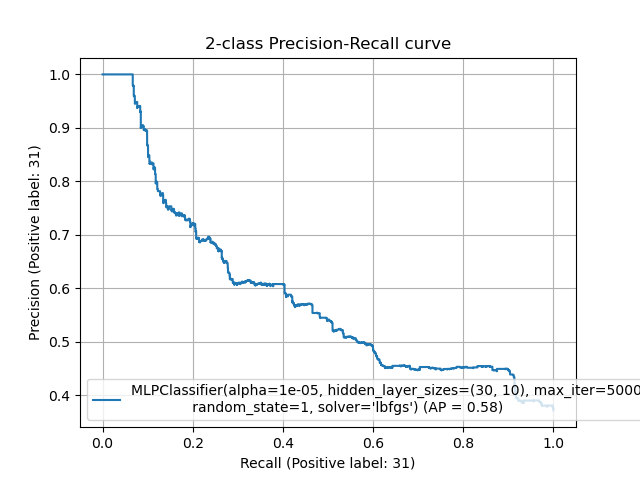 2-class Precision-Recall curve
Precision (Positive label: 31)
1.0
0.9
0.8
0.7
0.6
0.5
0.4
MLPClassifier(alpha=1e-05, hidden_layer_sizes=(30, 10), max_iter=5000
random_state=1, solver='lbfgs') (AP = 0.58)
0.0 0.2 0.4 0.6 0.8 1.0
Recall (Positive label: 31)